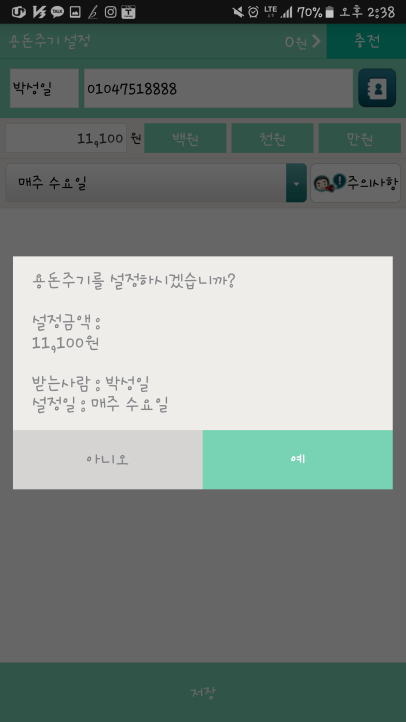 LTE 70% 오후 2:38
용돈주기 설정 0원 충전
박성일 01047518888
11,100 원 백원 천원 만원
매주 수요일 주의사항
용돈주기를 설정하시겠습니까?
설정금액 :
11,100원
받는사람 : 박성일
설정일 : 매주 수요일
아니오 예
저장